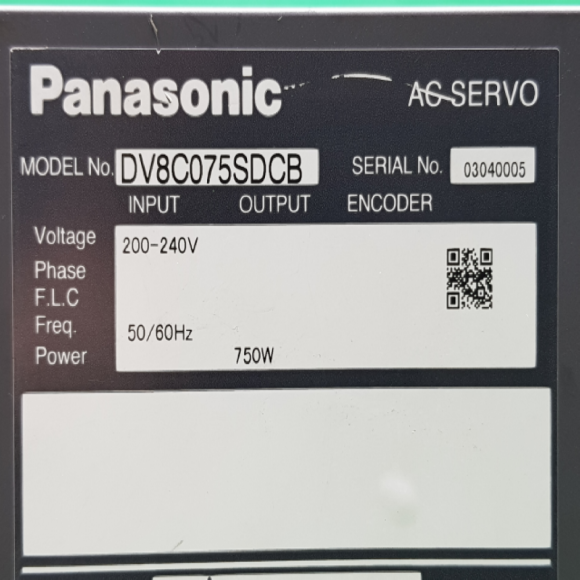 Panasonic AC SERVO
MODEL No. DV8C075SDCB SERIAL No. 03040005
INPUT OUTPUT ENCODER
Voltage 200-240V
Phase
F.L.C
Freq. 50/60Hz
Power 750W